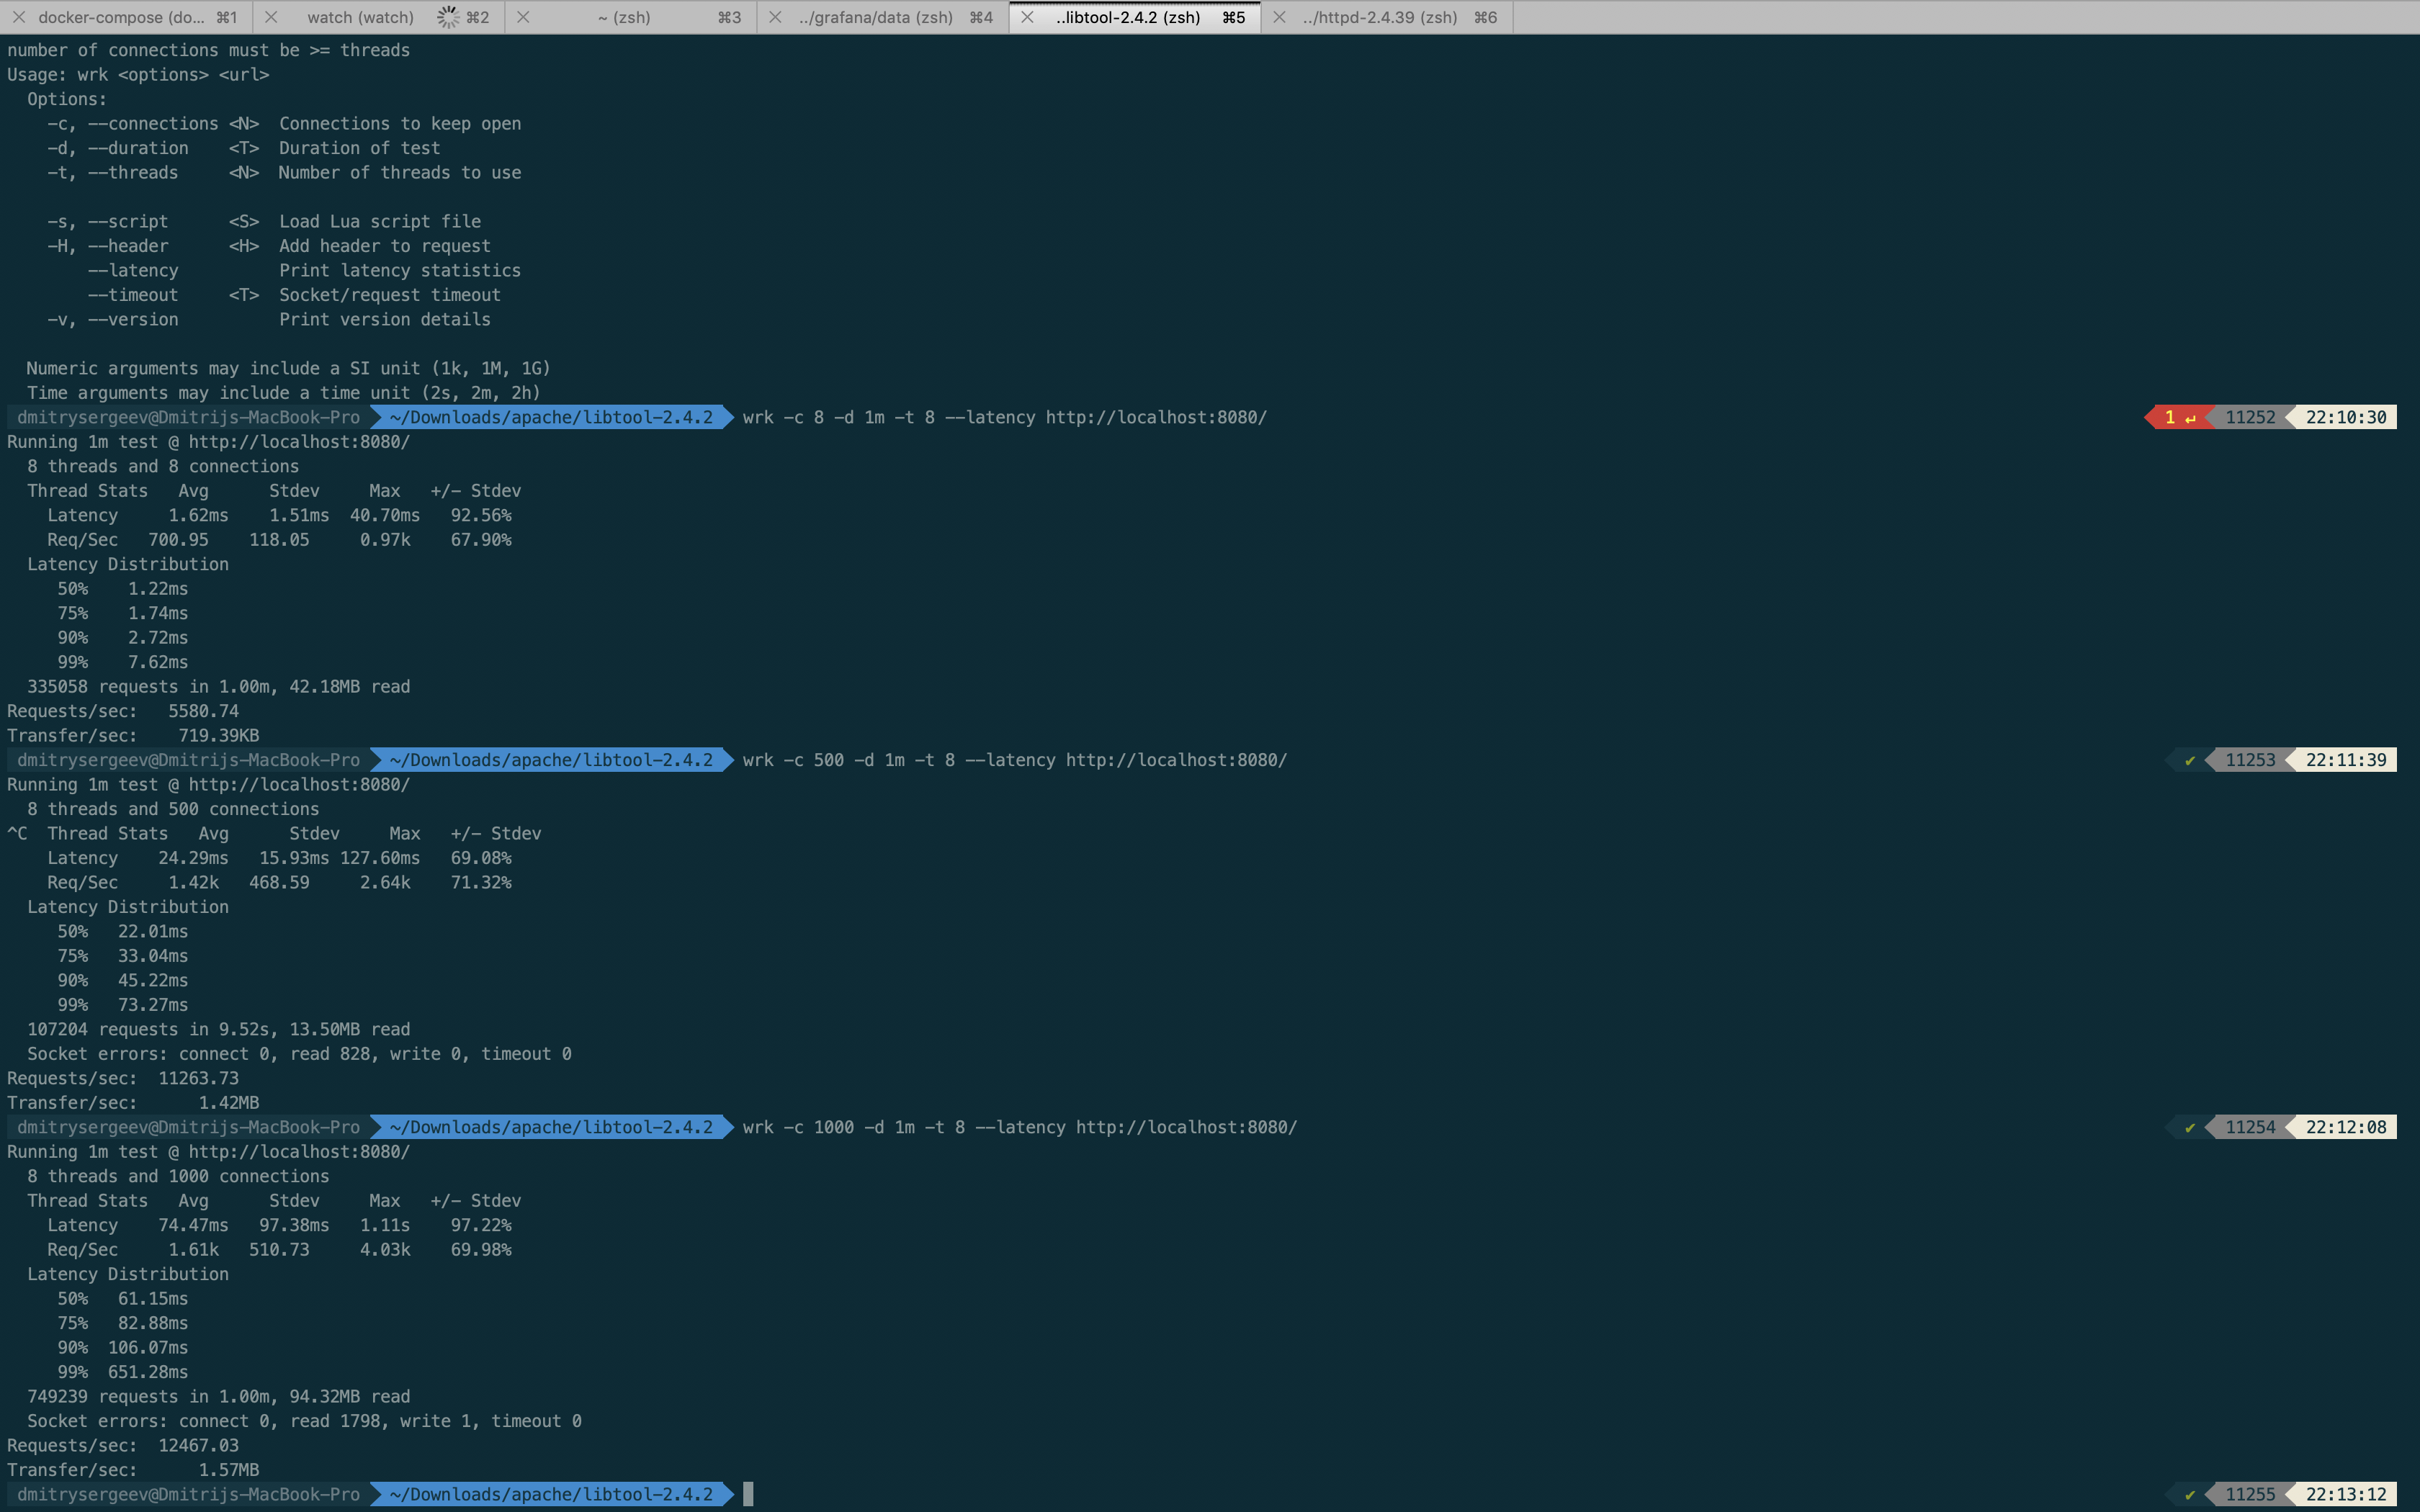 docker-compose (do... ⌘1 watch (watch) ⌘2 ~ (zsh) ⌘3 ../grafana/data (zsh) ⌘4 ..libtool-2.4.2 (zsh) ⌘5 ../httpd-2.4.39 (zsh) ⌘6
number of connections must be >= threads
Usage: wrk <options> <url>
  Options:
    -c, --connections <N>  Connections to keep open
    -d, --duration    <T>  Duration of test
    -t, --threads     <N>  Number of threads to use

    -s, --script      <S>  Load Lua script file
    -H, --header      <H>  Add header to request
        --latency          Print latency statistics
        --timeout     <T>  Socket/request timeout
    -v, --version          Print version details

  Numeric arguments may include a SI unit (1k, 1M, 1G)
  Time arguments may include a time unit (2s, 2m, 2h)
dmitrysergeev@Dmitrijs-MacBook-Pro ~/Downloads/apache/libtool-2.4.2 wrk -c 8 -d 1m -t 8 --latency http://localhost:8080/ 1 ↵ 11252 22:10:30
Running 1m test @ http://localhost:8080/
  8 threads and 8 connections
  Thread Stats   Avg      Stdev     Max   +/- Stdev
    Latency     1.62ms    1.51ms  40.70ms   92.56%
    Req/Sec   700.95    118.05     0.97k    67.90%
  Latency Distribution
     50%    1.22ms
     75%    1.74ms
     90%    2.72ms
     99%    7.62ms
  335058 requests in 1.00m, 42.18MB read
Requests/sec:   5580.74
Transfer/sec:    719.39KB
dmitrysergeev@Dmitrijs-MacBook-Pro ~/Downloads/apache/libtool-2.4.2 wrk -c 500 -d 1m -t 8 --latency http://localhost:8080/ ✔ 11253 22:11:39
Running 1m test @ http://localhost:8080/
  8 threads and 500 connections
^C  Thread Stats   Avg      Stdev     Max   +/- Stdev
    Latency    24.29ms   15.93ms 127.60ms   69.08%
    Req/Sec     1.42k   468.59     2.64k    71.32%
  Latency Distribution
     50%   22.01ms
     75%   33.04ms
     90%   45.22ms
     99%   73.27ms
  107204 requests in 9.52s, 13.50MB read
  Socket errors: connect 0, read 828, write 0, timeout 0
Requests/sec:  11263.73
Transfer/sec:      1.42MB
dmitrysergeev@Dmitrijs-MacBook-Pro ~/Downloads/apache/libtool-2.4.2 wrk -c 1000 -d 1m -t 8 --latency http://localhost:8080/ ✔ 11254 22:12:08
Running 1m test @ http://localhost:8080/
  8 threads and 1000 connections
  Thread Stats   Avg      Stdev     Max   +/- Stdev
    Latency    74.47ms   97.38ms   1.11s    97.22%
    Req/Sec     1.61k   510.73     4.03k    69.98%
  Latency Distribution
     50%   61.15ms
     75%   82.88ms
     90%  106.07ms
     99%  651.28ms
  749239 requests in 1.00m, 94.32MB read
  Socket errors: connect 0, read 1798, write 1, timeout 0
Requests/sec:  12467.03
Transfer/sec:      1.57MB
dmitrysergeev@Dmitrijs-MacBook-Pro ~/Downloads/apache/libtool-2.4.2 ✔ 11255 22:13:12